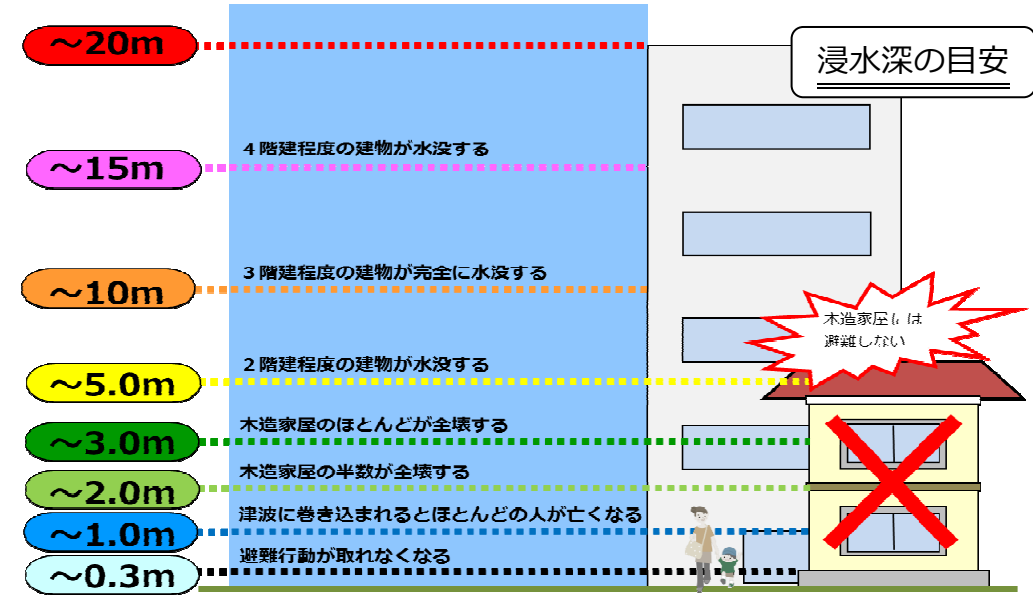 ～20m
浸水深の目安
４階建程度の建物が水没する
～15m
３階建程度の建物が完全に水没する
～10m
木造家屋には
避難しない
２階建程度の建物が水没する
～5.0m
木造家屋のほとんどが全壊する
～3.0m
木造家屋の半数が全壊する
～2.0m
津波に巻き込まれるとほとんどの人が亡くなる
～1.0m
避難行動が取れなくなる
～0.3m